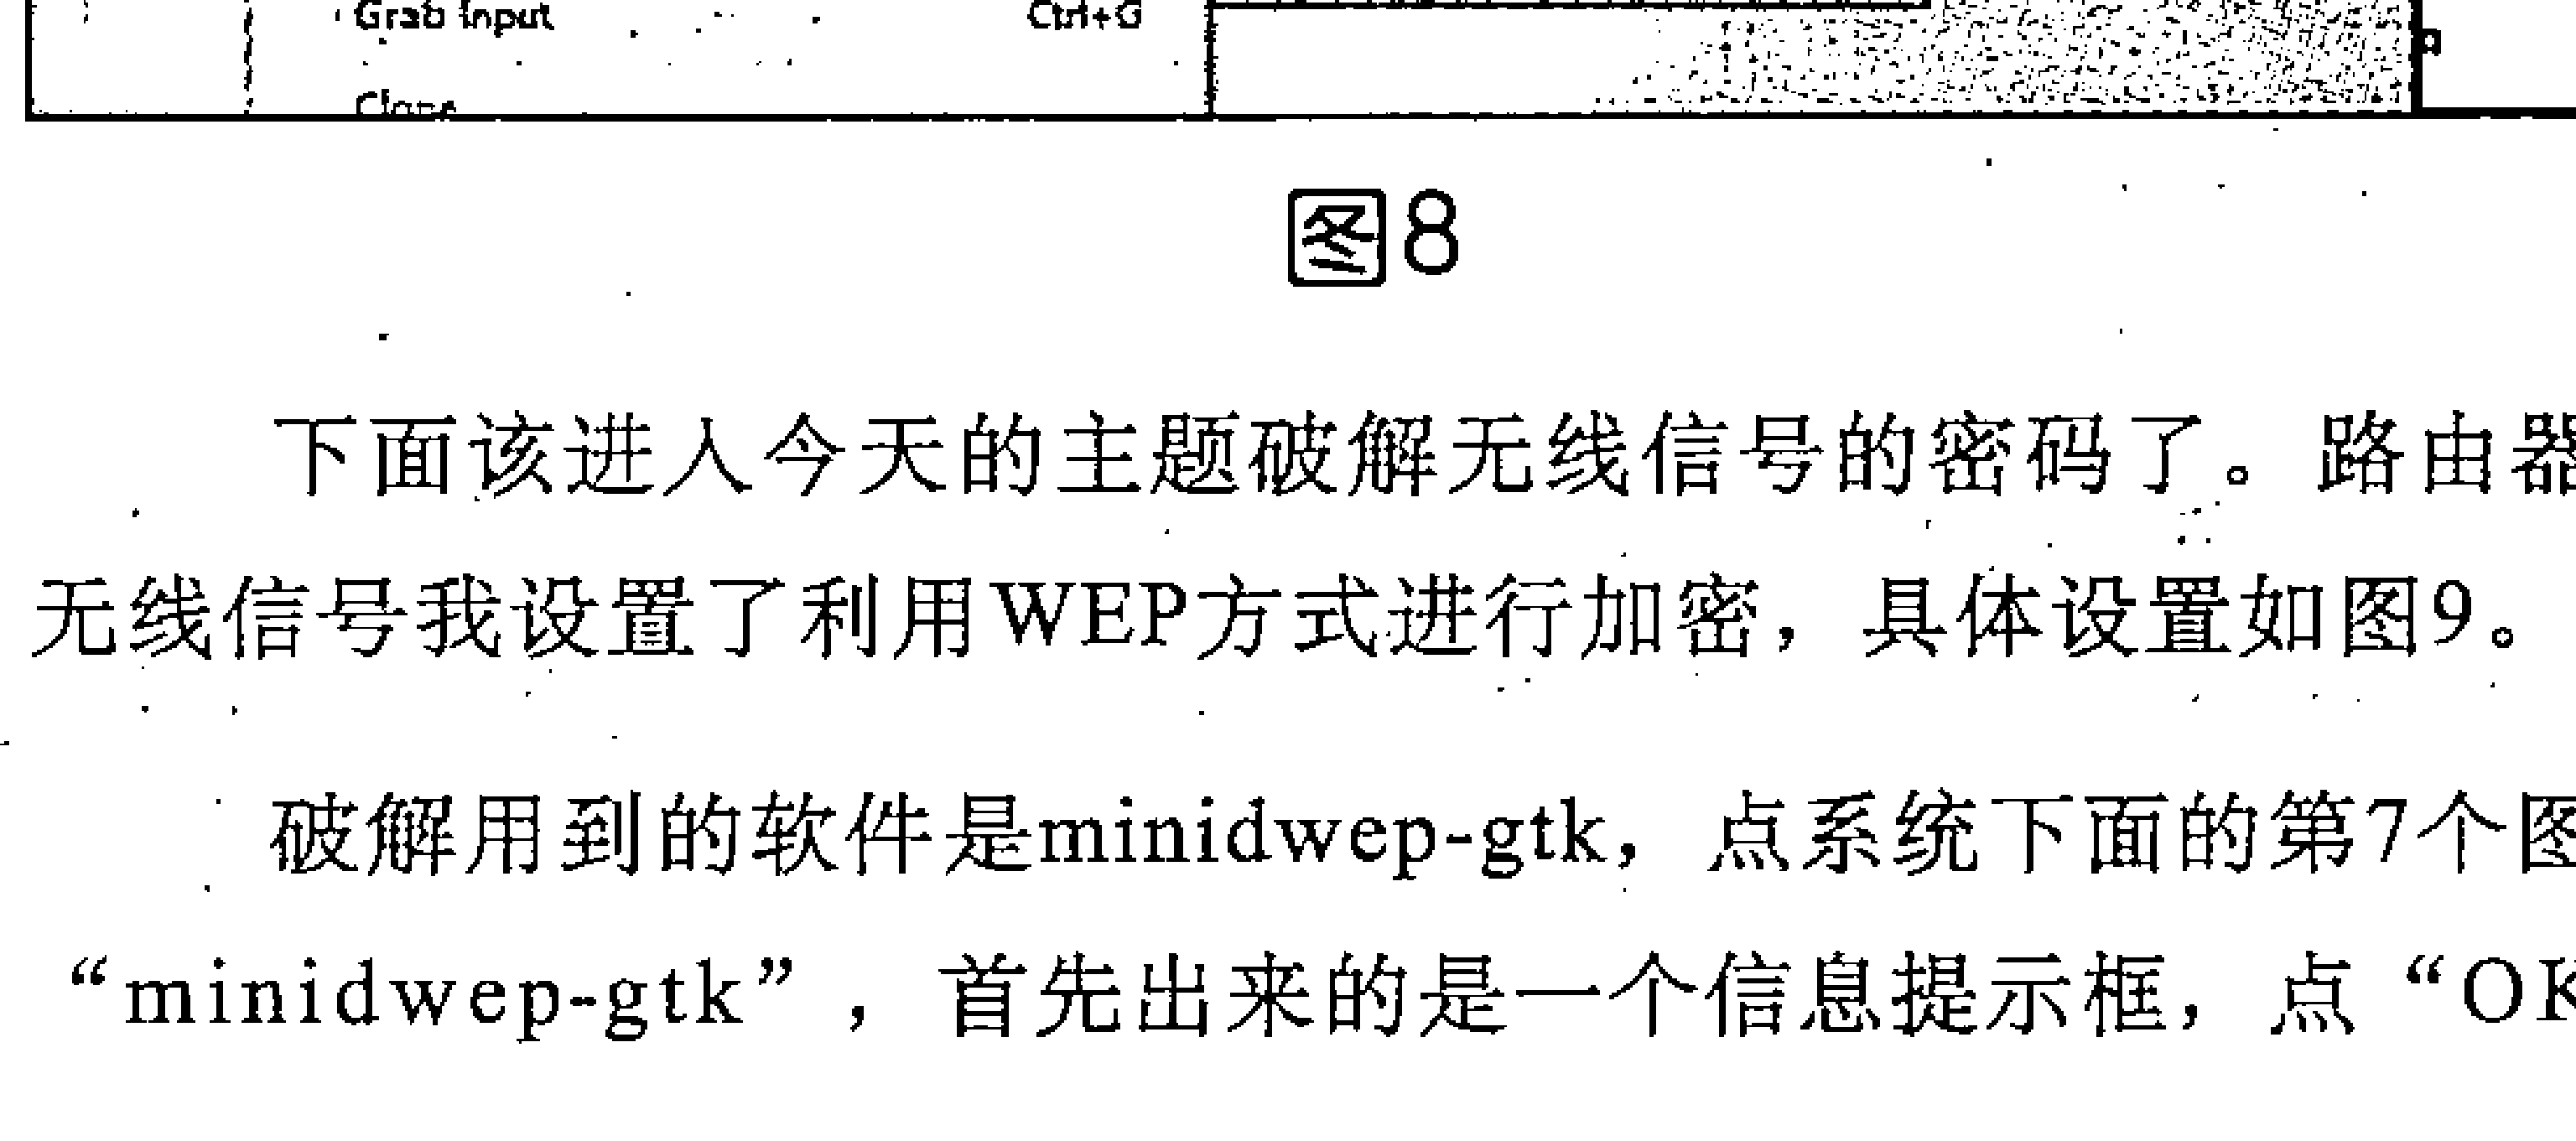 Grab Input Ctrl+G
Clone
图8
下面该进入今天的主题破解无线信号的密码了。路由器
无线信号我设置了利用WEP方式进行加密，具体设置如图9。
破解用到的软件是minidwep-gtk，点系统下面的第7个图
“minidwep-gtk”，首先出来的是一个信息提示框，点“OK